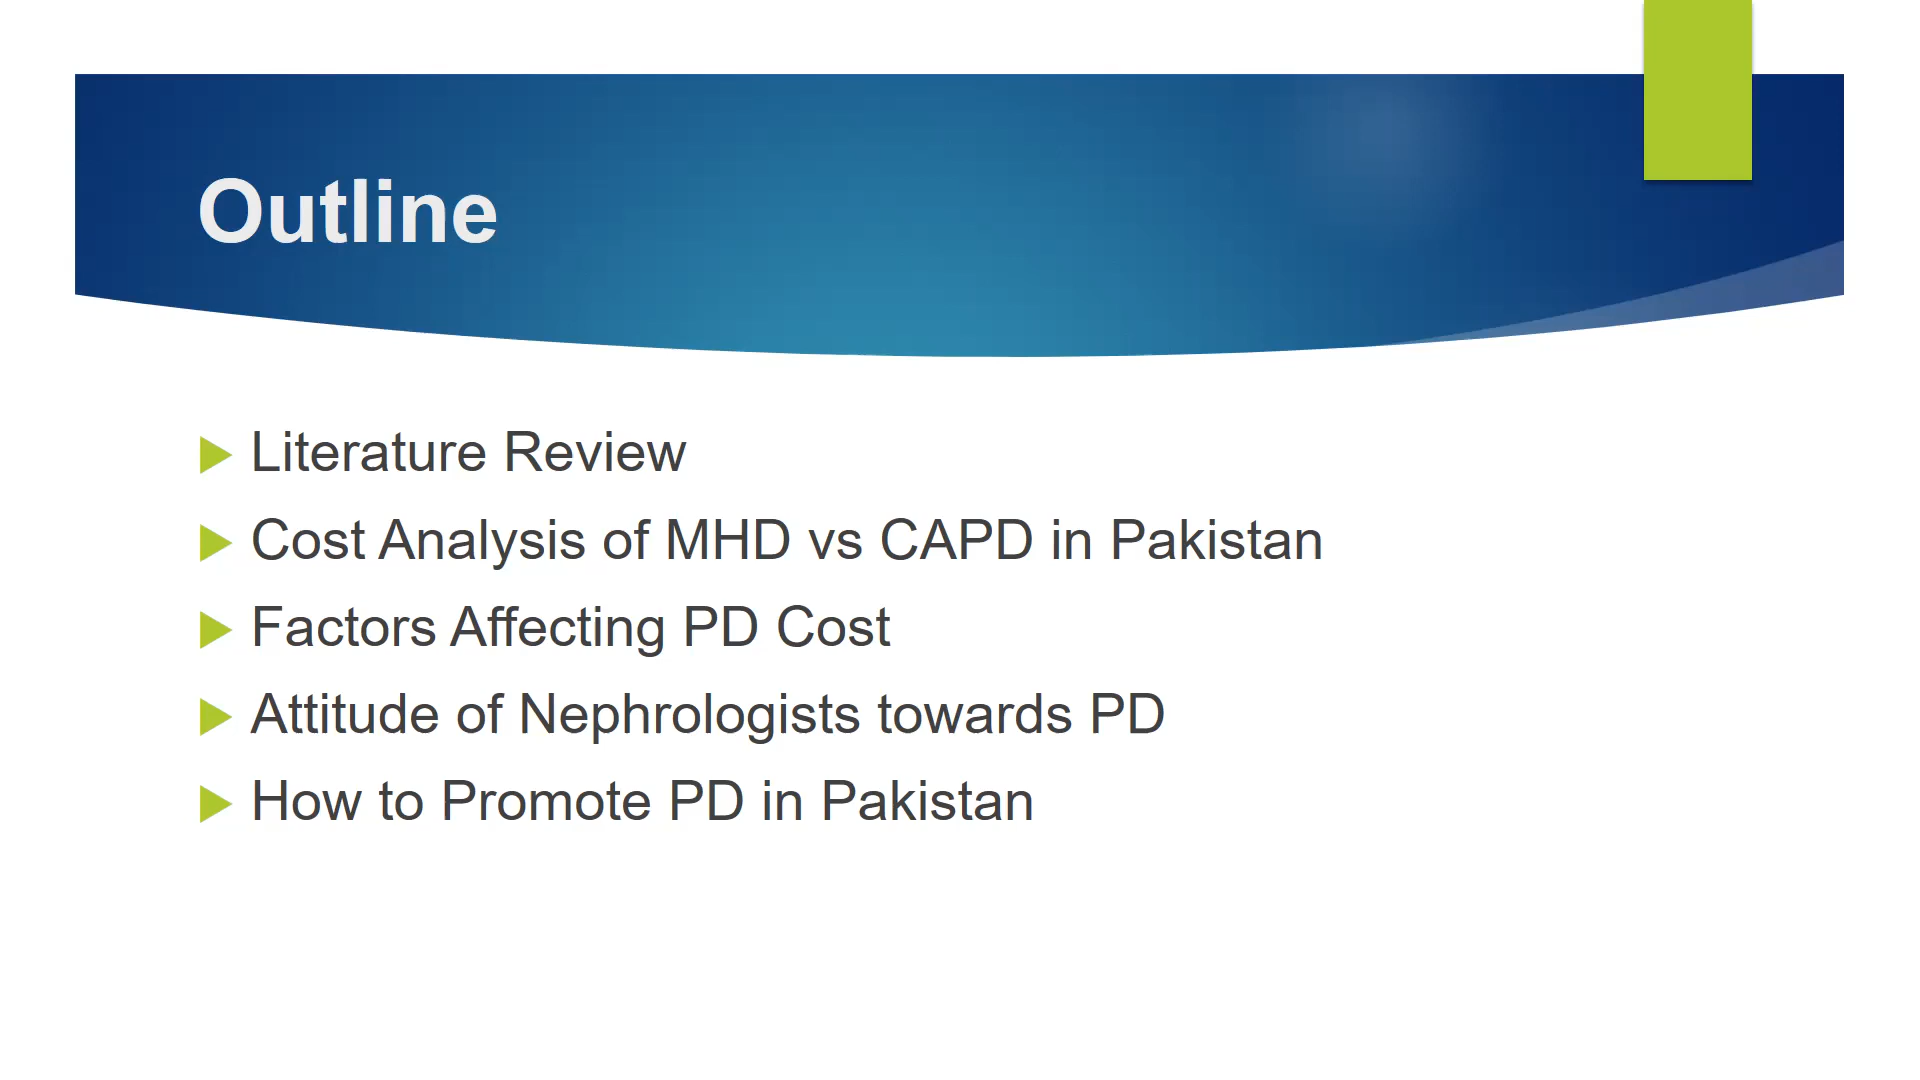 Outline
Literature Review
Cost Analysis of MHD vs CAPD in Pakistan
Factors Affecting PD Cost
Attitude of Nephrologists towards PD
How to Promote PD in Pakistan